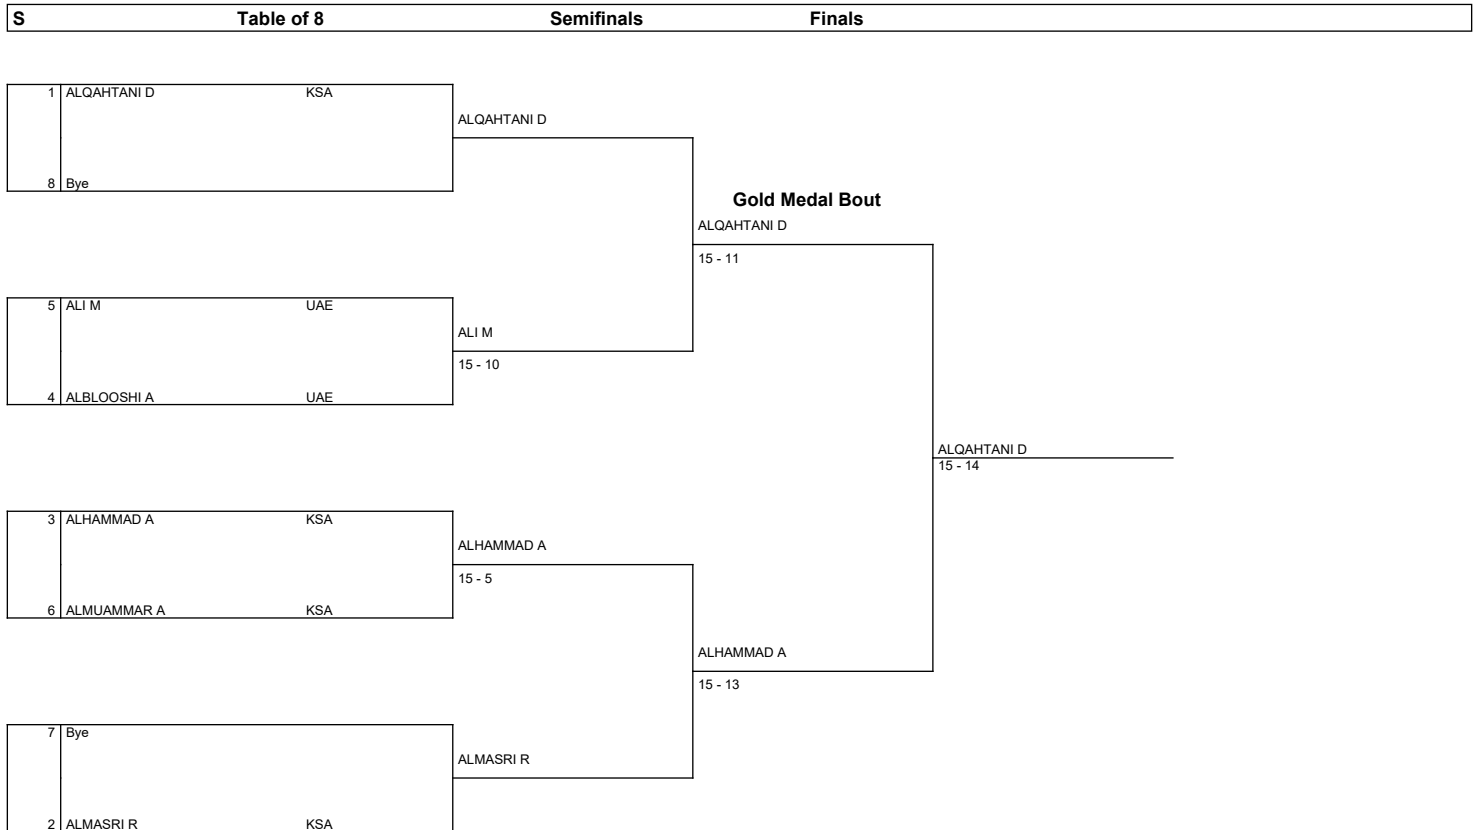 S Table of 8 Semifinals Finals
1 ALQAHTANI D KSA
ALQAHTANI D
8 Bye
Gold Medal Bout
ALQAHTANI D
15 - 11
5 ALI M UAE
ALI M
15 - 10
4 ALBLOOSHI A UAE
ALQAHTANI D
15 - 14
3 ALHAMMAD A KSA
ALHAMMAD A
15 - 5
6 ALMUAMMAR A KSA
ALHAMMAD A
15 - 13
7 Bye
ALMASRI R
2 ALMASRI R KSA